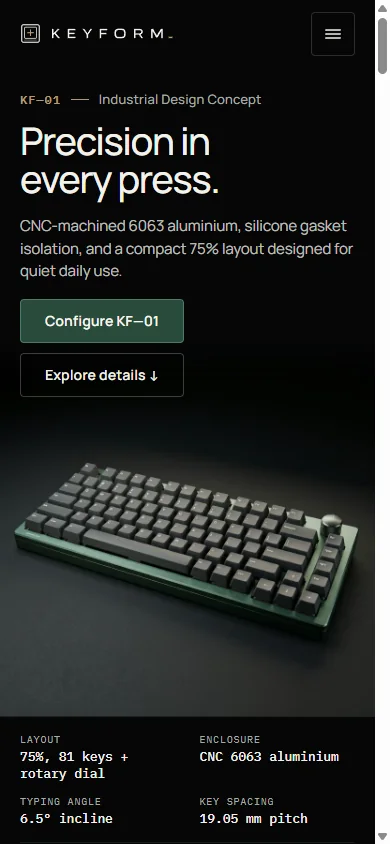 KEYFORM
KF—01 — Industrial Design Concept
Precision in
every press.
CNC-machined 6063 aluminium, silicone gasket
isolation, and a compact 75% layout designed for
quiet daily use.
Configure KF—01
Explore details ↓
LAYOUT
75%, 81 keys +
rotary dial
ENCLOSURE
CNC 6063 aluminium
TYPING ANGLE
6.5° incline
KEY SPACING
19.05 mm pitch